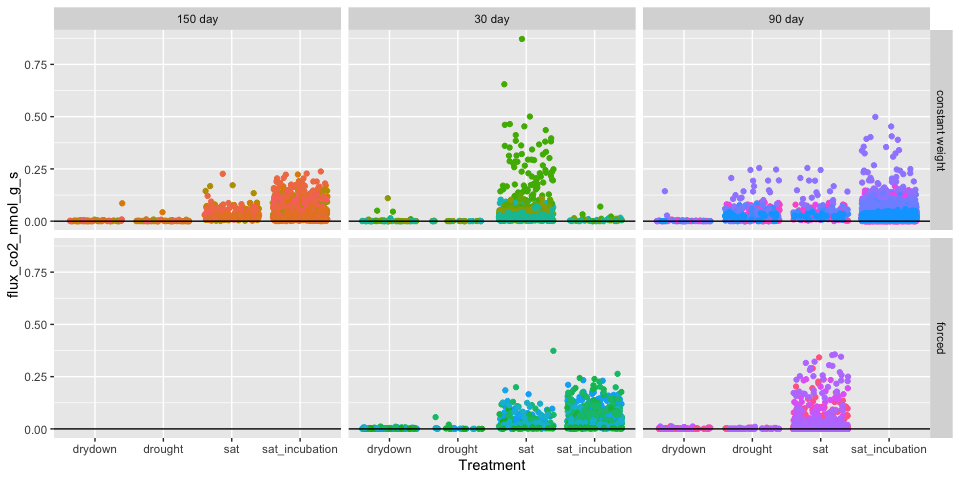 150 day
30 day
90 day
0.75
0.50
0.25
0.00
constant weight
flux_co2_nmol_g_s
0.75
0.50
0.25
0.00
forced
drydown drought sat sat_incubation
drydown drought sat sat_incubation
drydown drought sat sat_incubation
Treatment